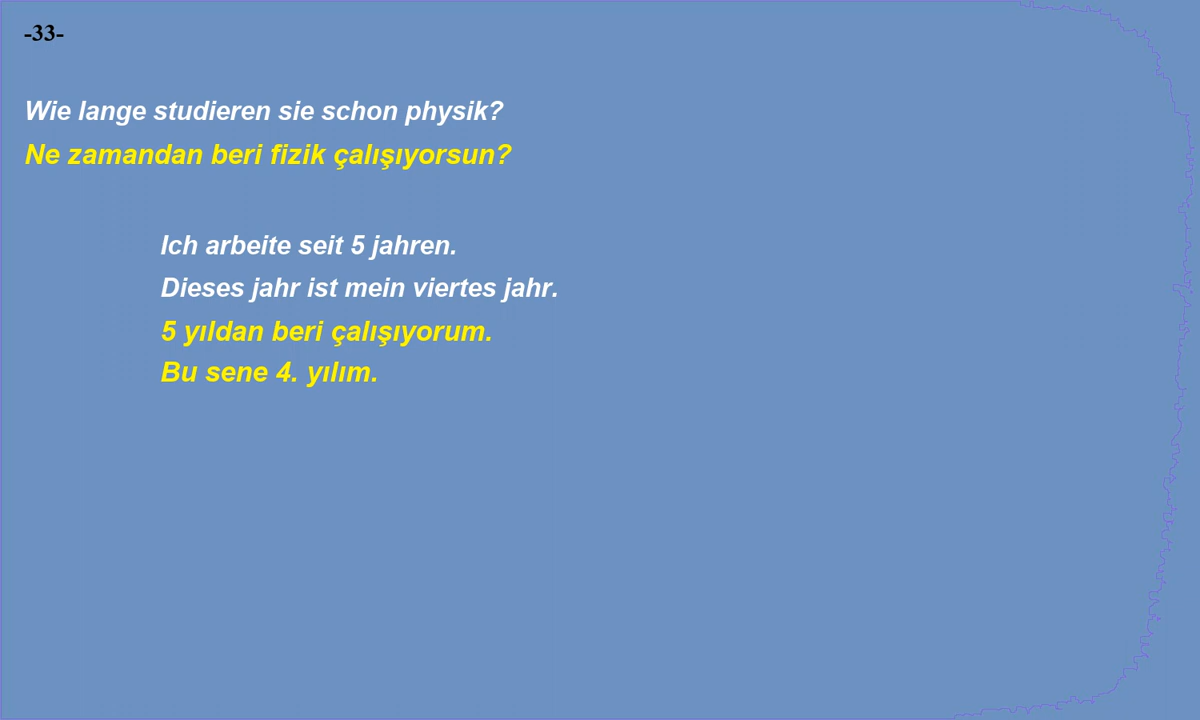 -33-
Wie lange studieren sie schon physik?
Ne zamandan beri fizik çalışıyorsun?
Ich arbeite seit 5 jahren.
Dieses jahr ist mein viertes jahr.
5 yıldan beri çalışıyorum.
Bu sene 4. yılım.